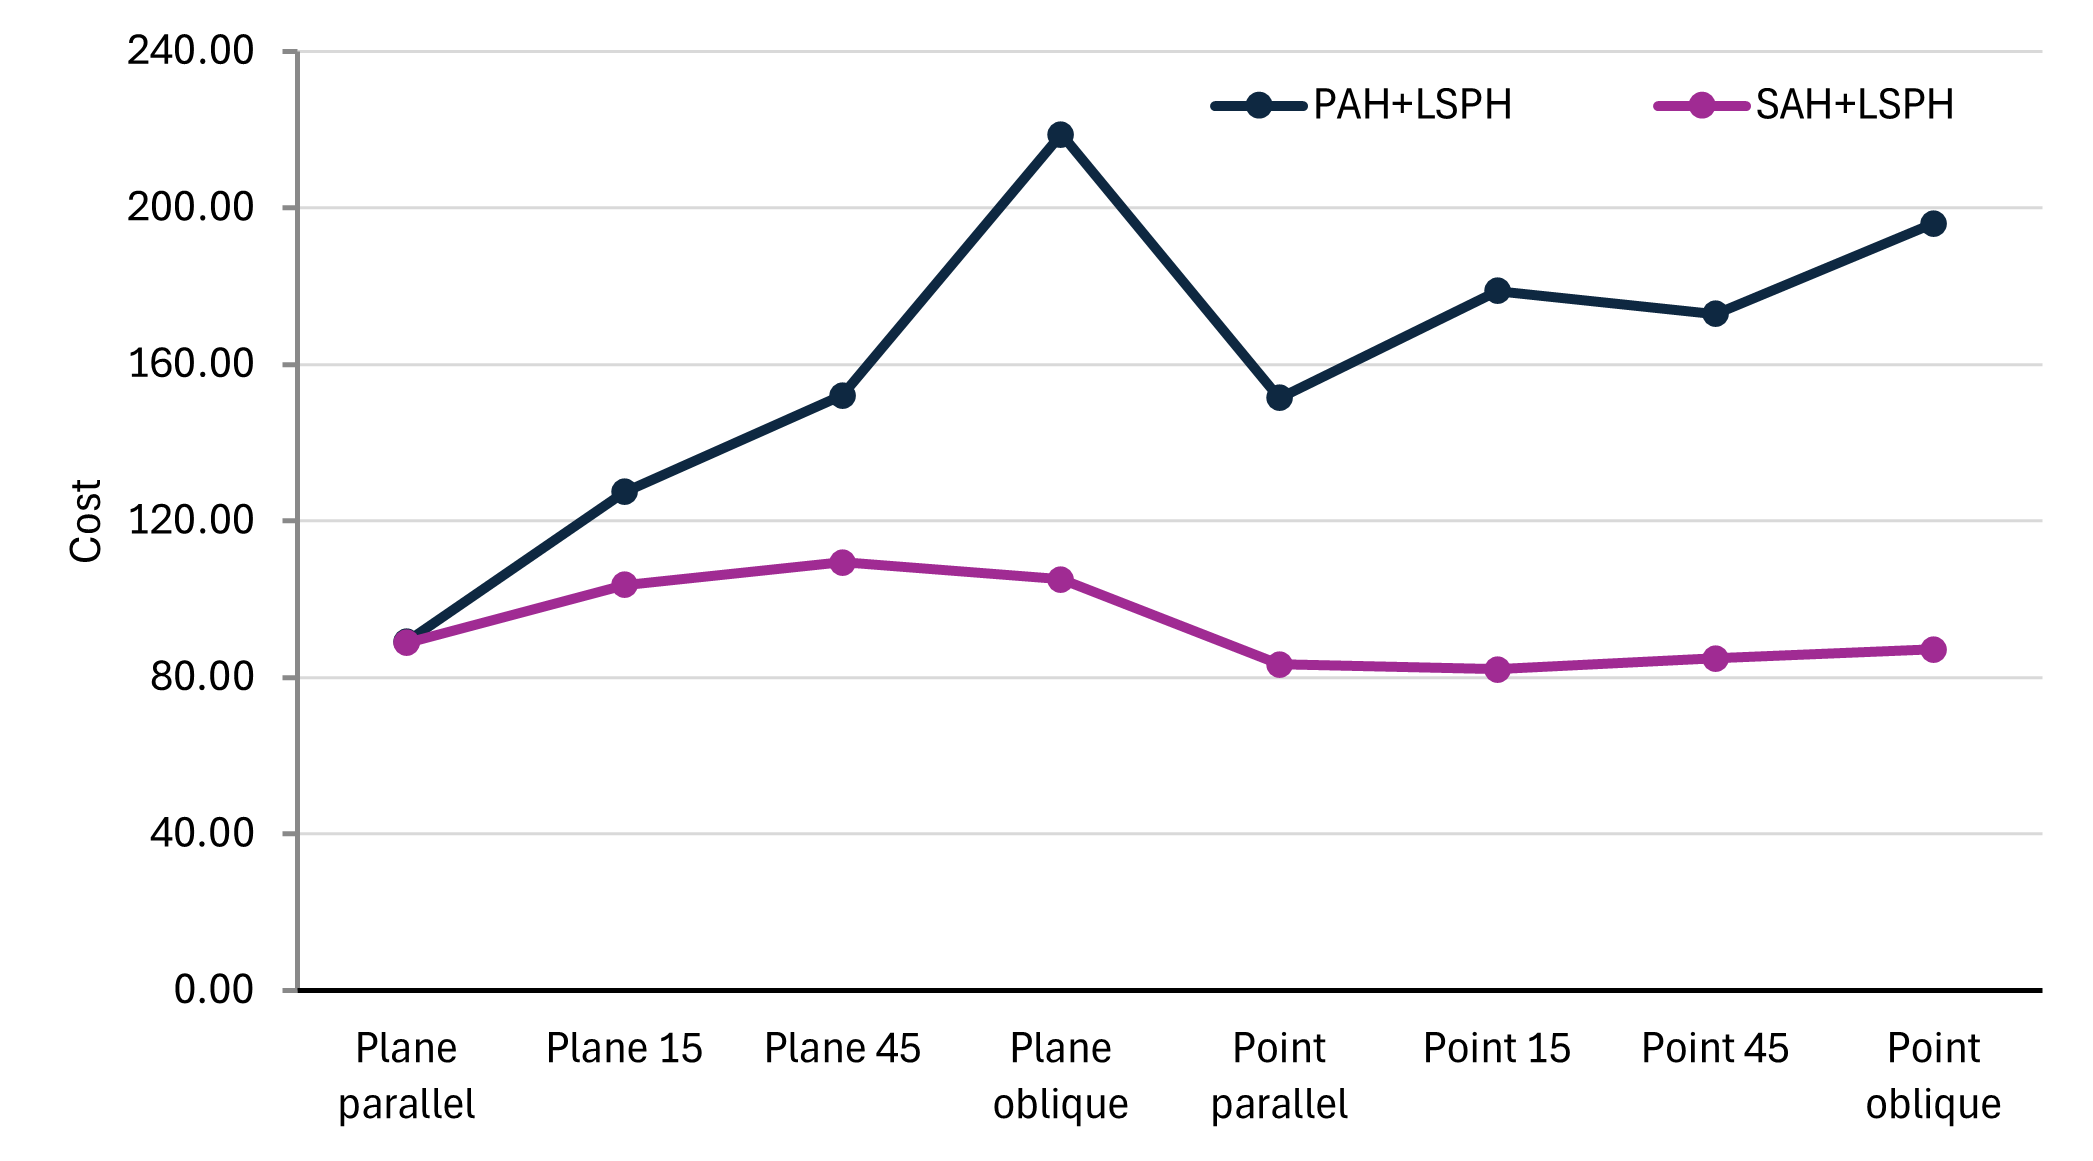 240.00
PAH+LSPH
SAH+LSPH
200.00
160.00
Cost
120.00
80.00
40.00
0.00
Plane parallel
Plane 15
Plane 45
Plane oblique
Point parallel
Point 15
Point 45
Point oblique